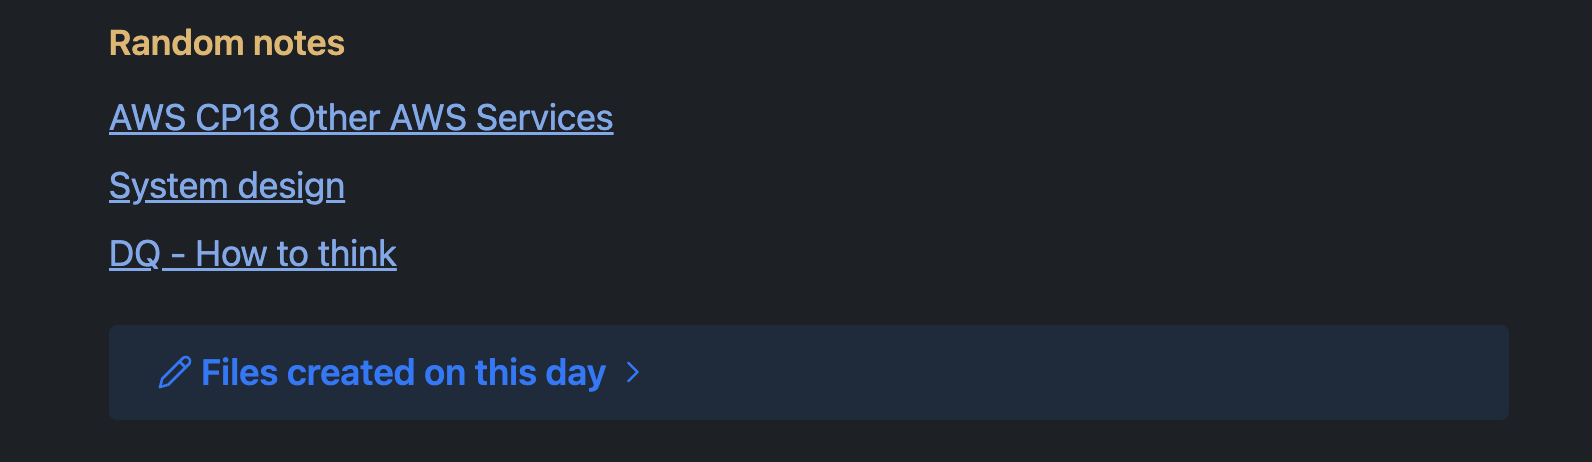 Random notes
AWS CP18 Other AWS Services
System design
DQ - How to think
Files created on this day